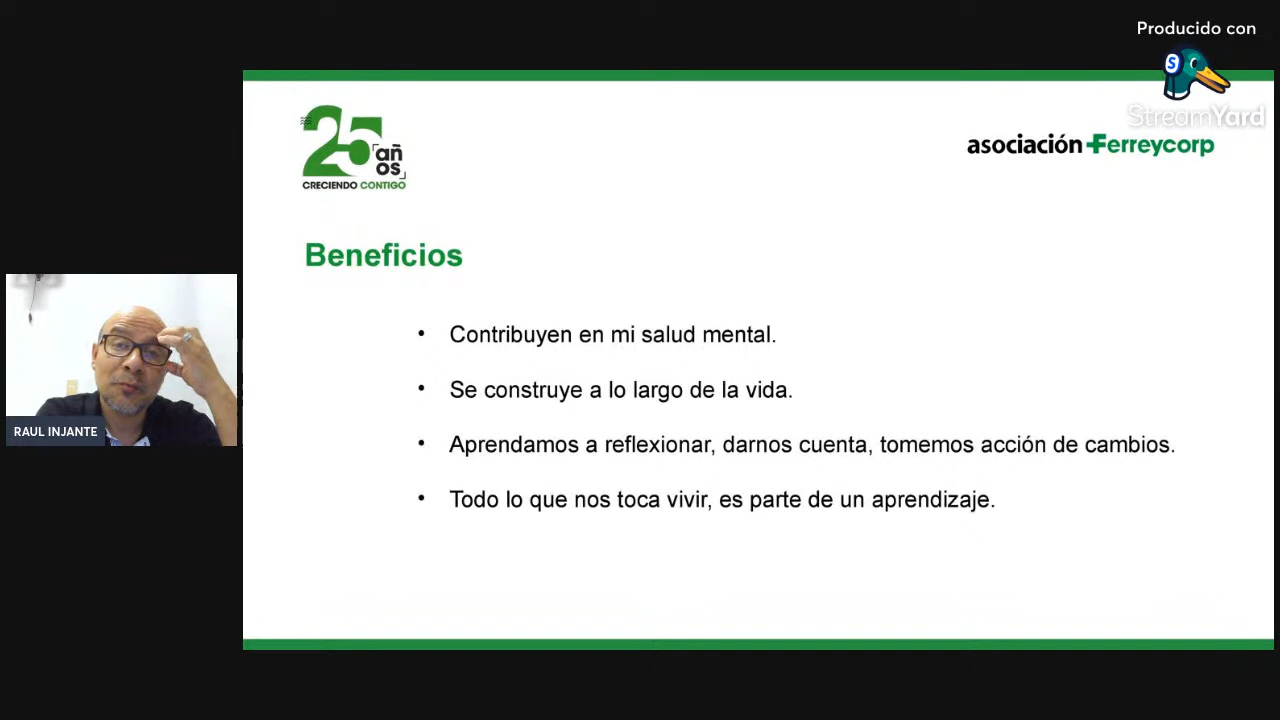 Producido con
StreamYard
25 añ
os
CRECIENDO CONTIGO
asociación Ferreycorp
Beneficios
• Contribuyen en mi salud mental.
• Se construye a lo largo de la vida.
• Aprendamos a reflexionar, darnos cuenta, tomemos acción de cambios.
• Todo lo que nos toca vivir, es parte de un aprendizaje.
RAUL INJANTE